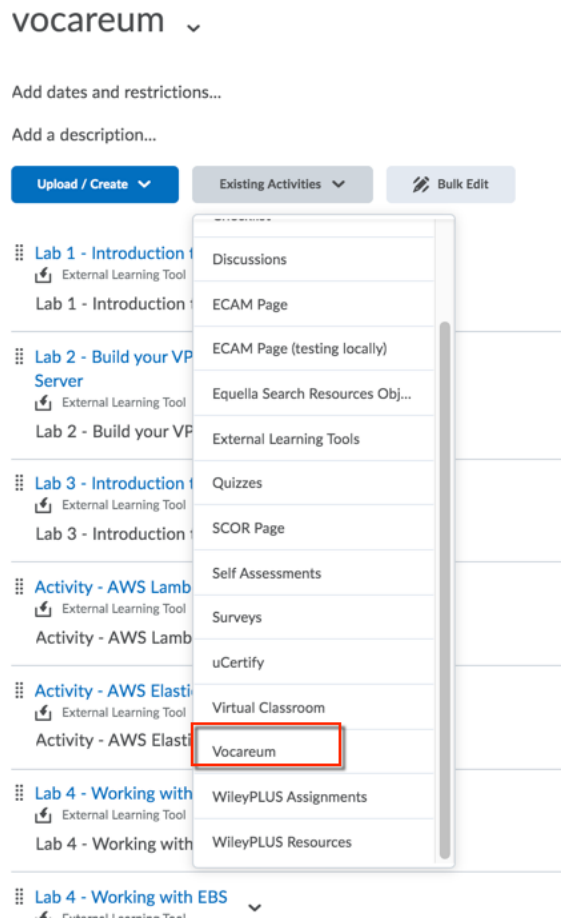 vocareum
Add dates and restrictions...
Add a description...
Upload / Create
Existing Activities
Bulk Edit
Lab 1 - Introduction
External Learning Tool
Lab 1 - Introduction
Lab 2 - Build your VP
Server
External Learning Tool
Lab 2 - Build your VP
Lab 3 - Introduction
External Learning Tool
Lab 3 - Introduction
Activity - AWS Lamb
External Learning Tool
Activity - AWS Lamb
Activity - AWS Elasti
External Learning Tool
Activity - AWS Elasti
Lab 4 - Working with
External Learning Tool
Lab 4 - Working with
Lab 4 - Working with EBS
External Learning Tool
Discussions
ECAM Page
ECAM Page (testing locally)
Equella Search Resources Obj...
External Learning Tools
Quizzes
SCOR Page
Self Assessments
Surveys
uCertify
Virtual Classroom
Vocareum
WileyPLUS Assignments
WileyPLUS Resources